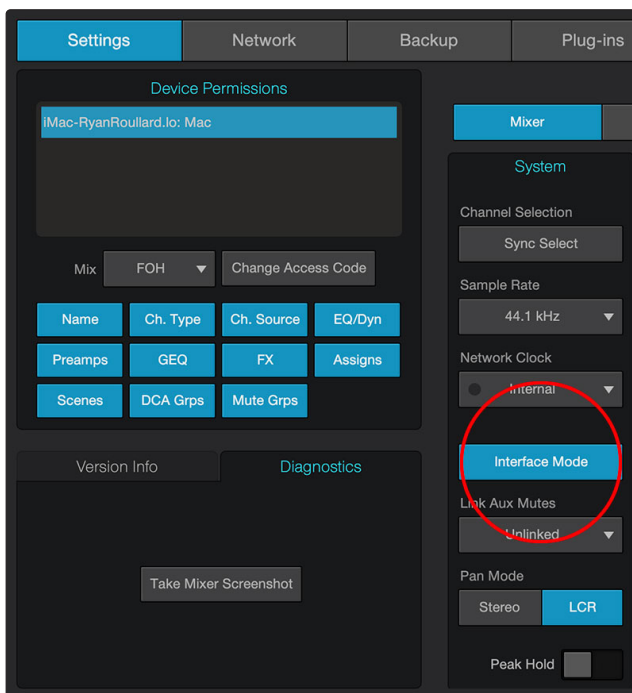 Settings
Network
Backup
Plug-ins
Device Permissions
iMac-RyanRoullard.lo: Mac
Mix
FOH
Change Access Code
Name
Ch. Type
Ch. Source
EQ/Dyn
Preamps
GEQ
FX
Assigns
Scenes
DCA Grps
Mute Grps
Version Info
Diagnostics
Take Mixer Screenshot
Mixer
System
Channel Selection
Sync Select
Sample Rate
44.1 kHz
Network Clock
Internal
Interface Mode
Link Aux Mutes
Unlinked
Pan Mode
Stereo
LCR
Peak Hold